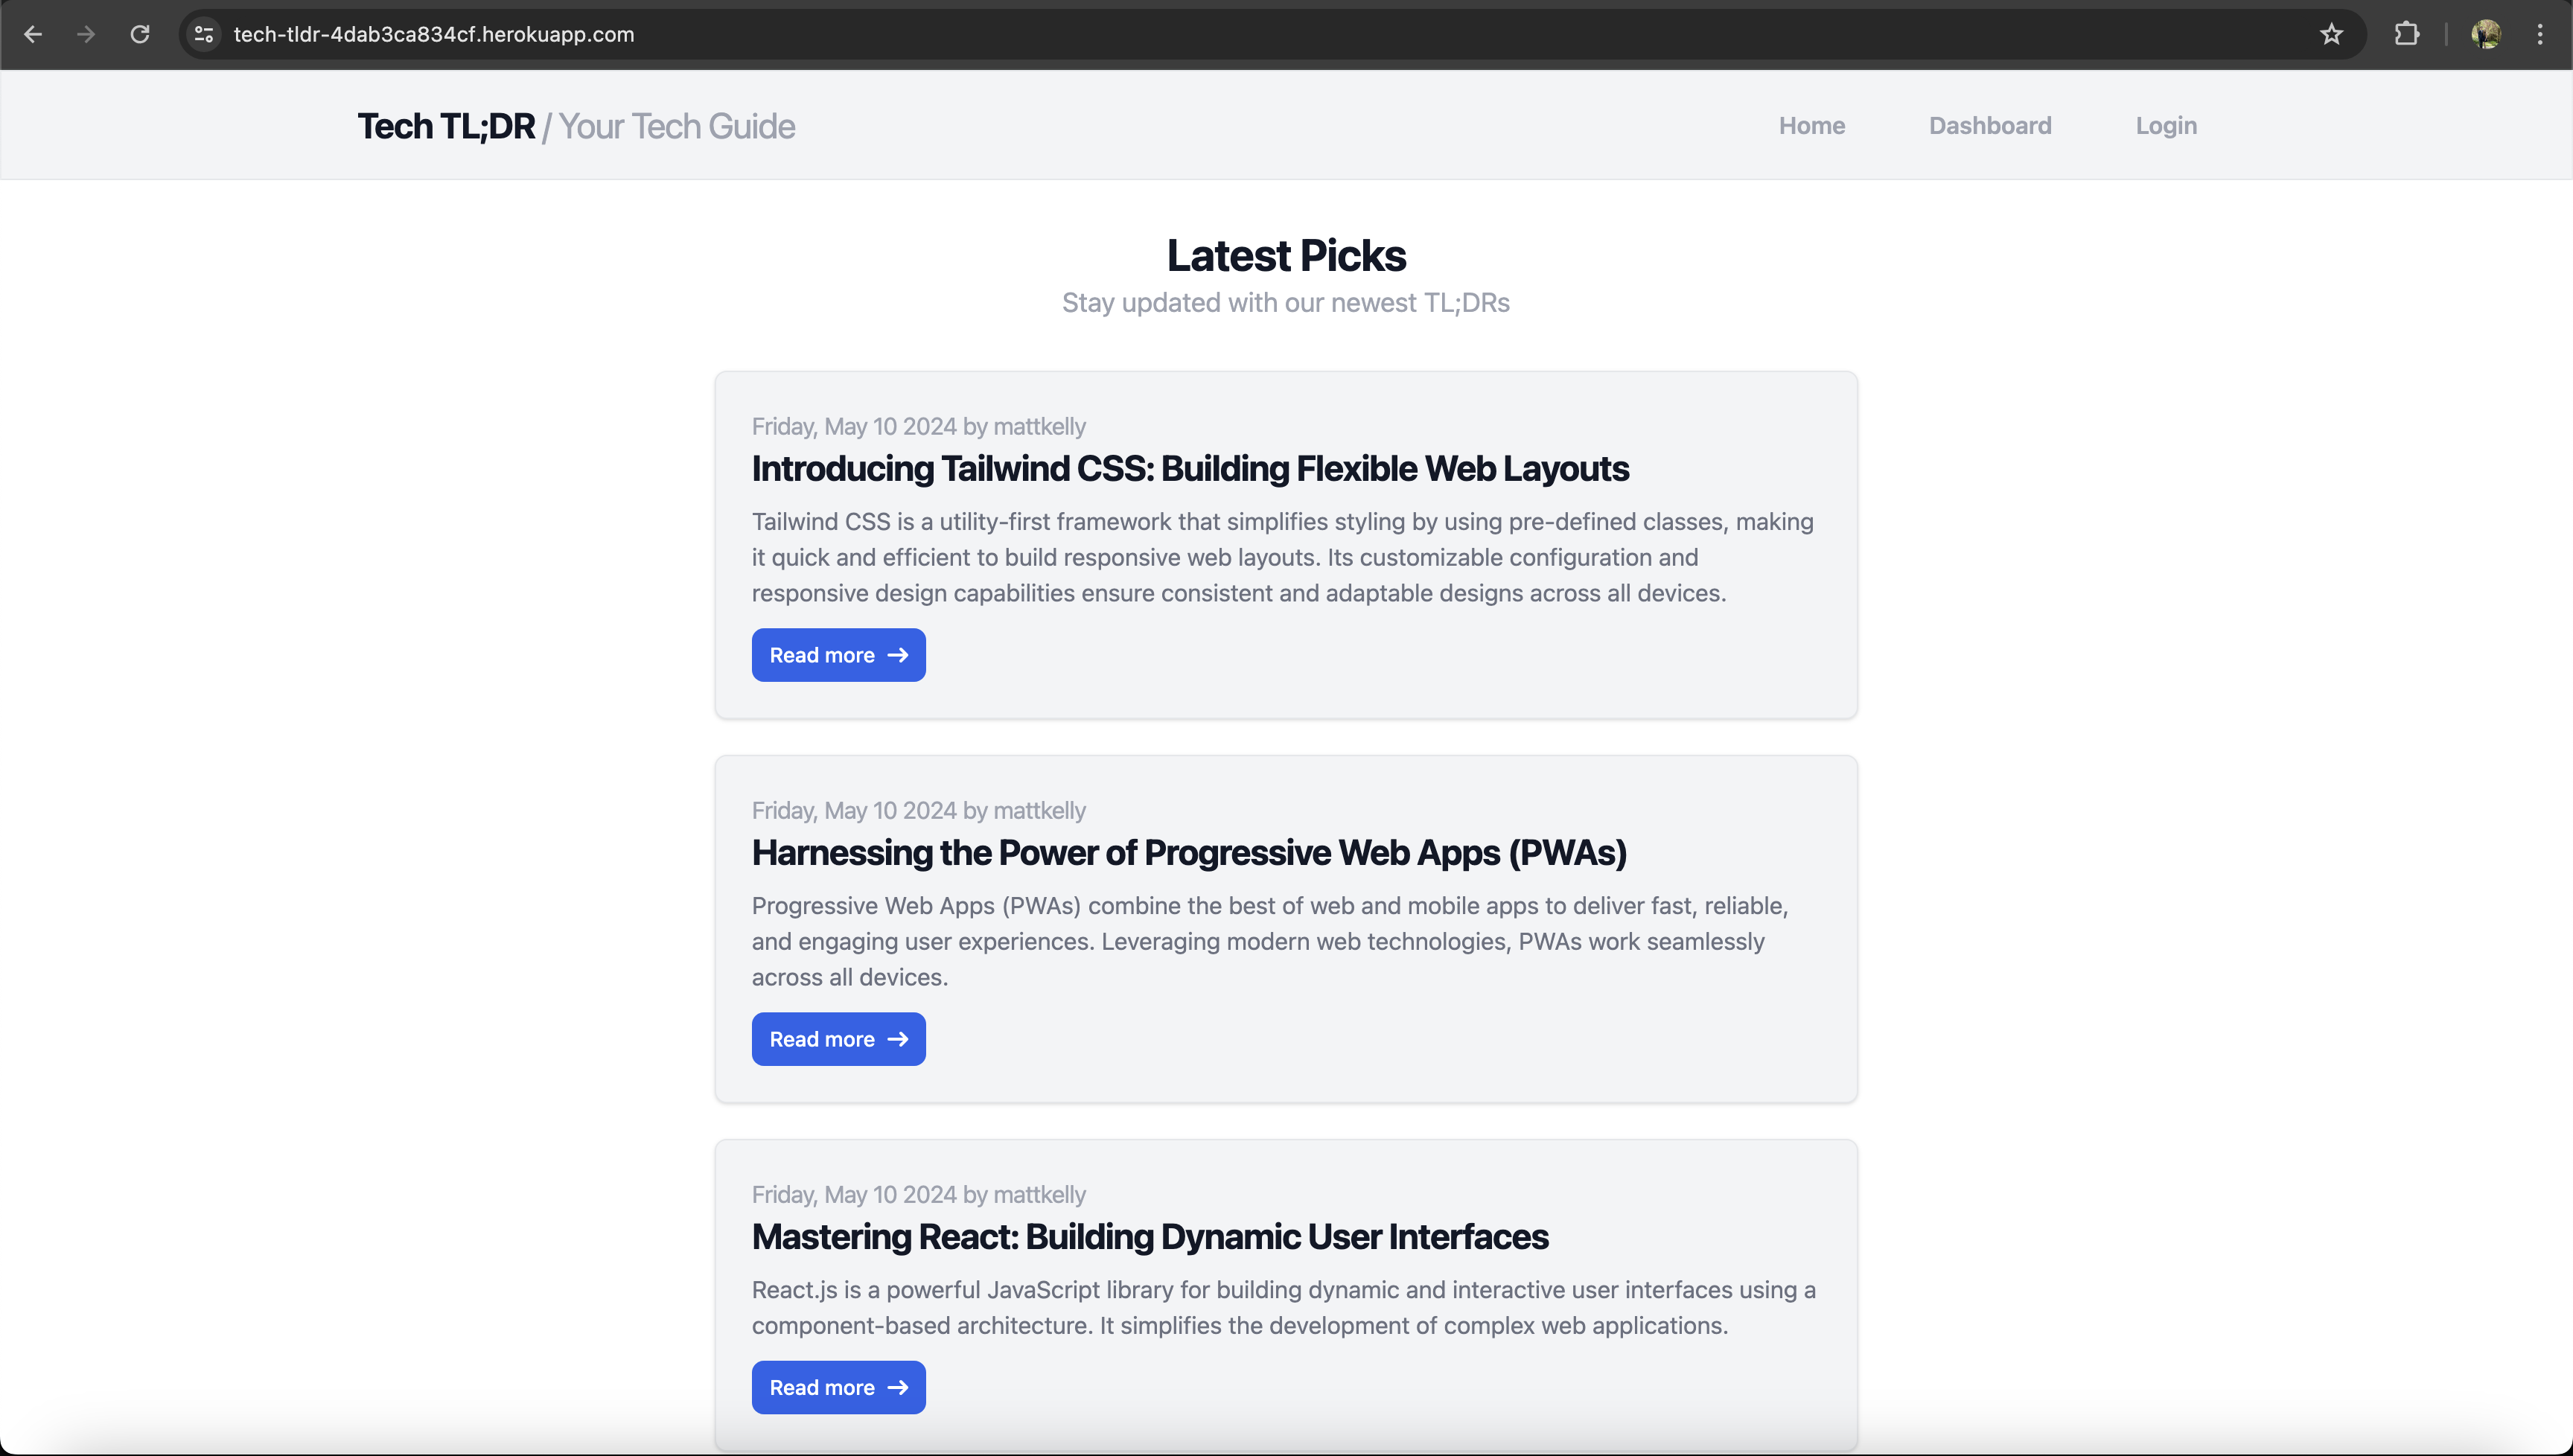 tech-tldr-4dab3ca834cf.herokuapp.com
Tech TL;DR / Your Tech Guide
Home Dashboard Login
Latest Picks
Stay updated with our newest TL;DRs
Friday, May 10 2024 by mattkelly
Introducing Tailwind CSS: Building Flexible Web Layouts
Tailwind CSS is a utility-first framework that simplifies styling by using pre-defined classes, making
it quick and efficient to build responsive web layouts. Its customizable configuration and
responsive design capabilities ensure consistent and adaptable designs across all devices.
Read more →
Friday, May 10 2024 by mattkelly
Harnessing the Power of Progressive Web Apps (PWAs)
Progressive Web Apps (PWAs) combine the best of web and mobile apps to deliver fast, reliable,
and engaging user experiences. Leveraging modern web technologies, PWAs work seamlessly
across all devices.
Read more →
Friday, May 10 2024 by mattkelly
Mastering React: Building Dynamic User Interfaces
React.js is a powerful JavaScript library for building dynamic and interactive user interfaces using a
component-based architecture. It simplifies the development of complex web applications.
Read more →